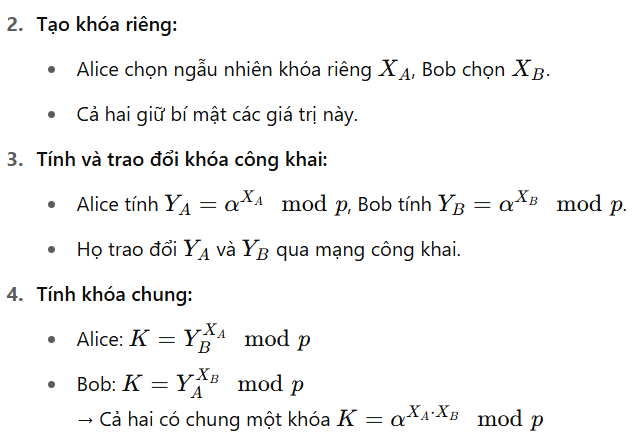 2. Tạo khóa riêng:
• Alice chọn ngẫu nhiên khóa riêng $X_A$, Bob chọn $X_B$.
• Cả hai giữ bí mật các giá trị này.
3. Tính và trao đổi khóa công khai:
• Alice tính $Y_A = \alpha^{X_A} \mod p$, Bob tính $Y_B = \alpha^{X_B} \mod p$.
• Họ trao đổi $Y_A$ và $Y_B$ qua mạng công khai.
4. Tính khóa chung:
• Alice: $K = Y_B^{X_A} \mod p$
• Bob: $K = Y_A^{X_B} \mod p$
→ Cả hai có chung một khóa $K = \alpha^{X_A \cdot X_B} \mod p$